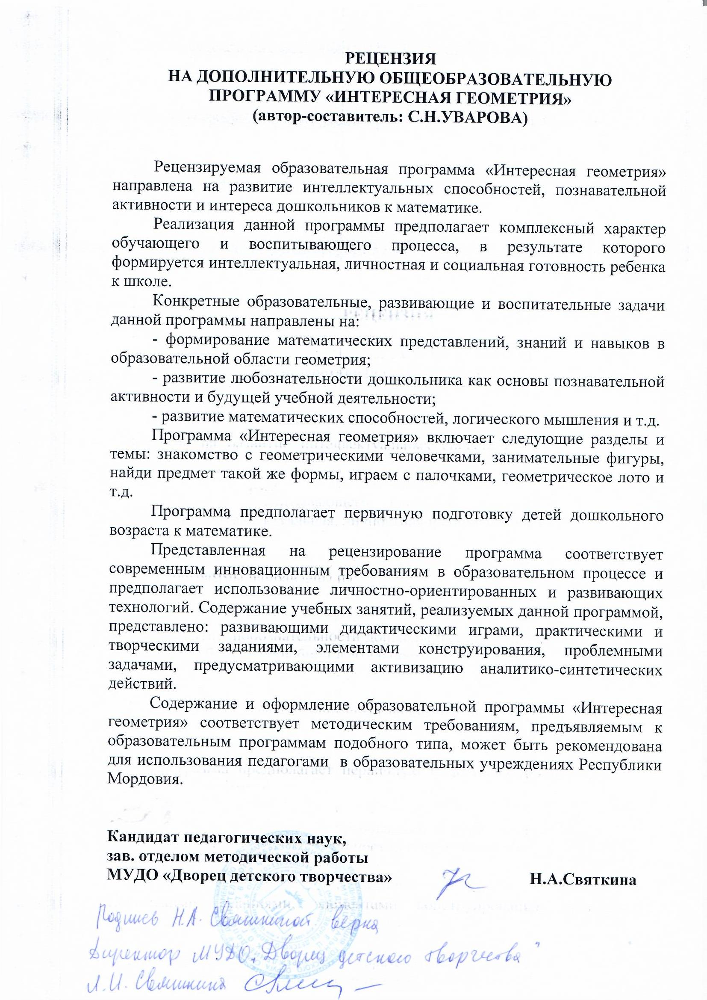 РЕЦЕНЗИЯ
НА ДОПОЛНИТЕЛЬНУЮ ОБЩЕОБРАЗОВАТЕЛЬНУЮ
ПРОГРАММУ «ИНТЕРЕСНАЯ ГЕОМЕТРИЯ»
(автор-составитель: С.Н.УВАРОВА)
Рецензируемая образовательная программа «Интересная геометрия»
направлена на развитие интеллектуальных способностей, познавательной
активности и интереса дошкольников к математике.
Реализация данной программы предполагает комплексный характер
обучающего и воспитывающего процесса, в результате которого
формируется интеллектуальная, личностная и социальная готовность ребенка
к школе.
Конкретные образовательные, развивающие и воспитательные задачи
данной программы направлены на:
- формирование математических представлений, знаний и навыков в
образовательной области геометрия;
- развитие любознательности дошкольника как основы познавательной
активности и будущей учебной деятельности;
- развитие математических способностей, логического мышления и т.д.
Программа «Интересная геометрия» включает следующие разделы и
темы: знакомство с геометрическими человечками, занимательные фигуры,
найди предмет такой же формы, играем с палочками, геометрическое лото и
т.д.
Программа предполагает первичную подготовку детей дошкольного
возраста к математике.
Представленная на рецензирование программа соответствует
современным инновационным требованиям в образовательном процессе и
предполагает использование личностно-ориентированных и развивающих
технологий. Содержание учебных занятий, реализуемых данной программой,
представлено: развивающими дидактическими играми, практическими и
творческими заданиями, элементами конструирования, проблемными
задачами, предусматривающими активизацию аналитико-синтетических
действий.
Содержание и оформление образовательной программы «Интересная
геометрия» соответствует методическим требованиям, предъявляемым к
образовательным программам подобного типа, может быть рекомендована
для использования педагогами в образовательных учреждениях Республики
Мордовия.
Кандидат педагогических наук,
зав. отделом методической работы
МУДО «Дворец детского творчества» Н.А.Святкина
Подпись Н.А. Святкиной верна
Директор МУДО „Дворец детского творчества"
Л.И. Святкина